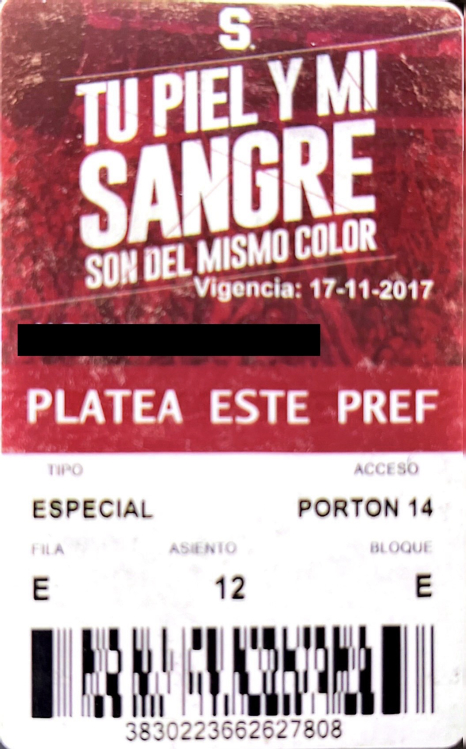 S
TU PIEL Y MI
SANGRE
SON DEL MISMO COLOR
Vigencia: 17-11-2017
PLATEA ESTE PREF
TIPO ACCESO
ESPECIAL PORTON 14
FILA ASIENTO BLOQUE
E 12 E
3830223662627808